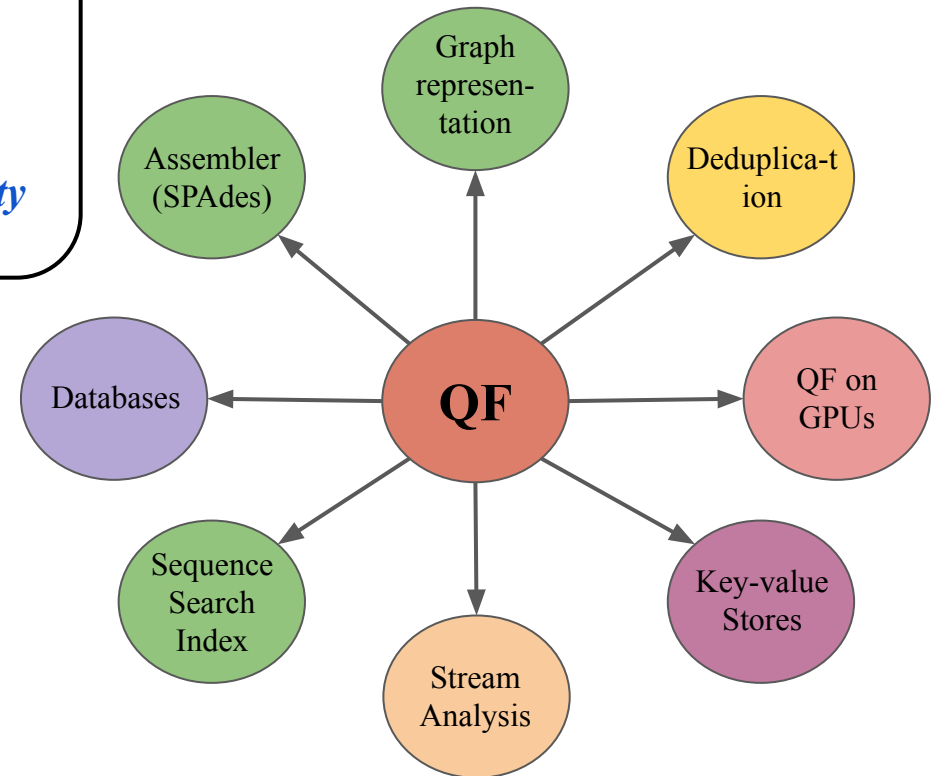 Graph
represen-
tation
Assembler
(SPAdes)
Deduplica-t
ion
ty
Databases
QF
QF on
GPUs
Sequence
Search
Index
Key-value
Stores
Stream
Analysis